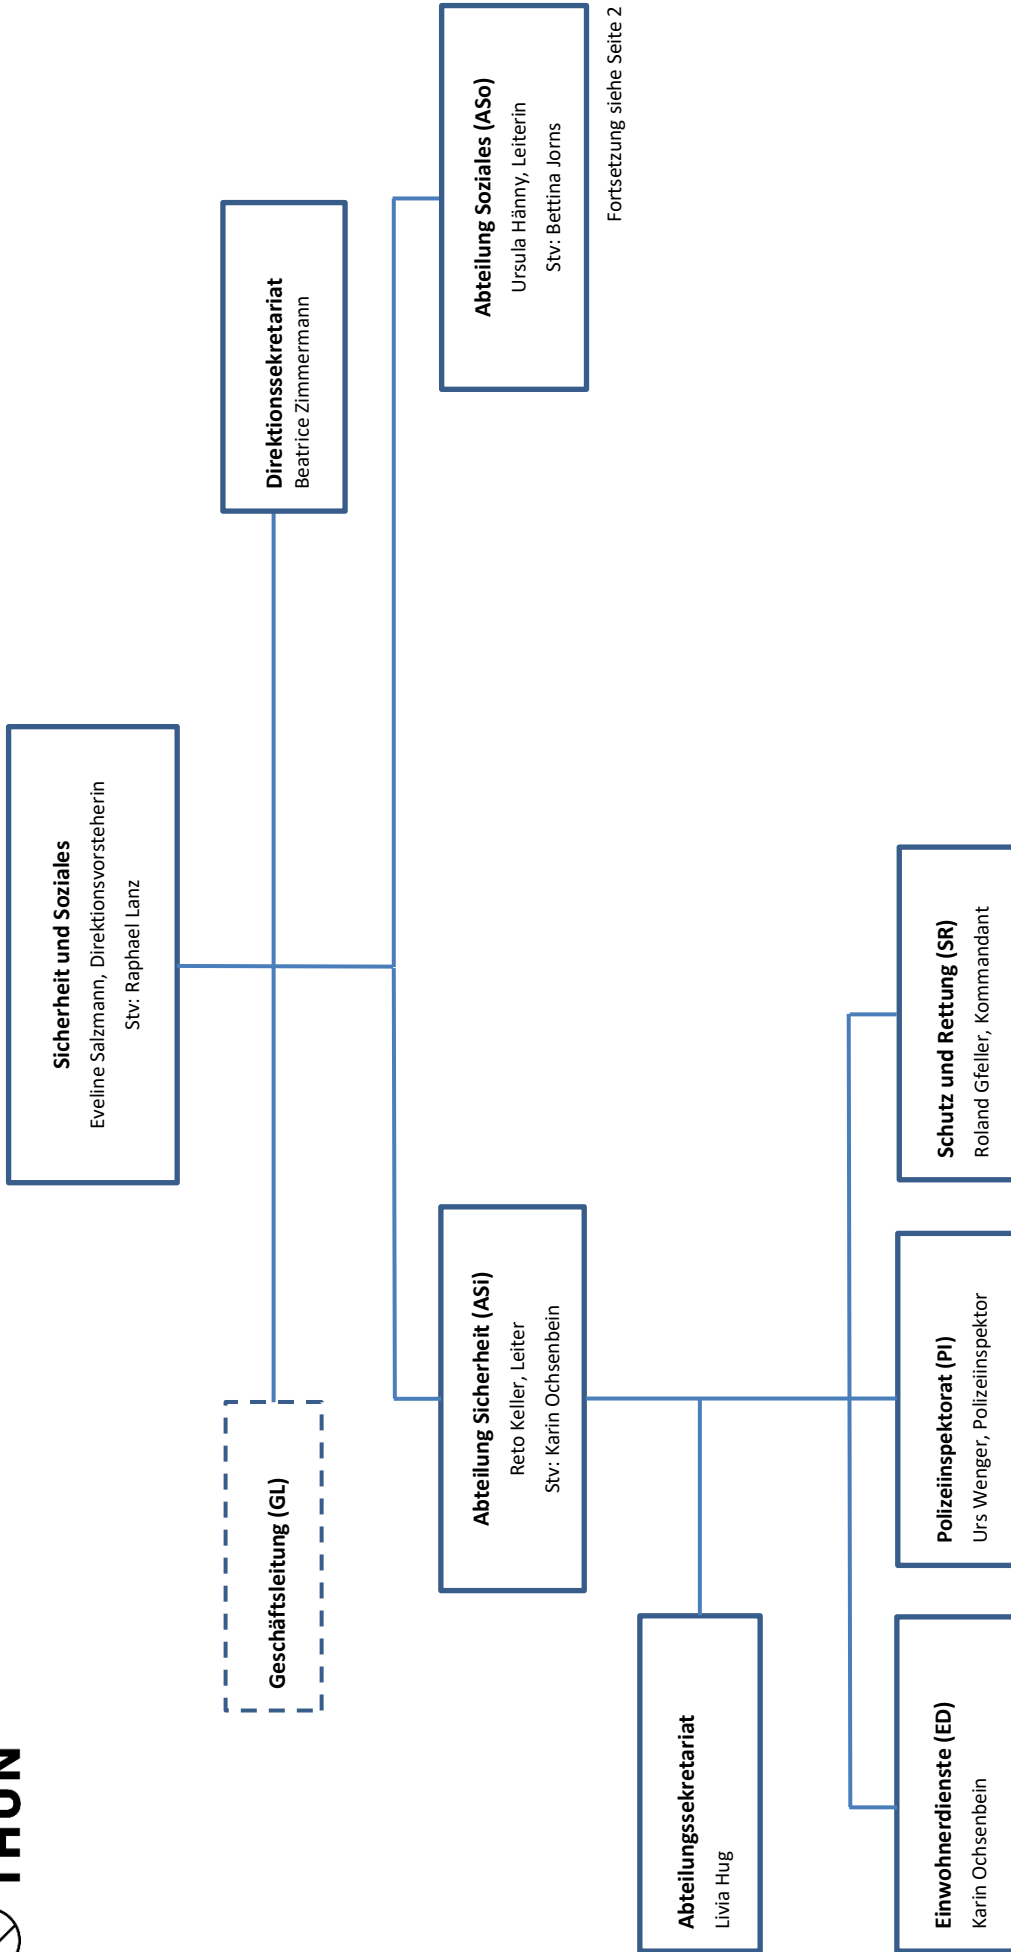 THUN
Sicherheit und Soziales
Eveline Salzmann, Direktionsvorsteherin
Stv: Raphael Lanz
Geschäftsleitung (GL)
Direktionssekretariat
Beatrice Zimmermann
Abteilung Sicherheit (ASi)
Reto Keller, Leiter
Stv: Karin Ochsenbein
Abteilung Soziales (ASo)
Ursula Hänny, Leiterin
Stv: Bettina Jorns
Fortsetzung siehe Seite 2
Abteilungssekretariat
Livia Hug
Einwohnerdienste (ED)
Karin Ochsenbein
Polizeiinspektorat (PI)
Urs Wenger, Polizeiinspektor
Schutz und Rettung (SR)
Roland Gfeller, Kommandant